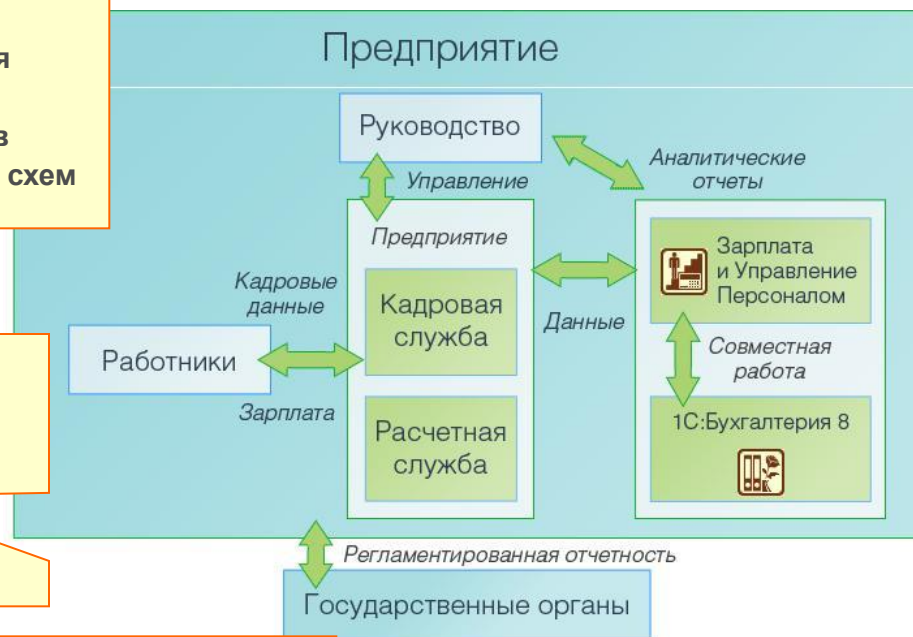 я
в
схем
Предприятие
Руководство
Управление
Аналитические
отчеты
Предприятие
Кадровая
служба
Расчетная
служба
Кадровые
данные
Работники
Зарплата
Данные
Зарплата
и Управление
Персоналом
Совместная
работа
1С:Бухгалтерия 8
Регламентированная отчетность
Государственные органы